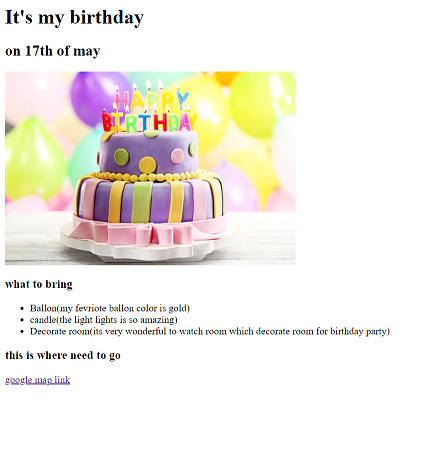 It's my birthday
on 17th of may
HAPPY
BIRTHDAY
what to bring
Ballon(my fevriote ballon color is gold)
candle(the light lights is so amazing)
Decorate room(its very wonderful to watch room which decorate room for birthday party)
this is where need to go
google map link